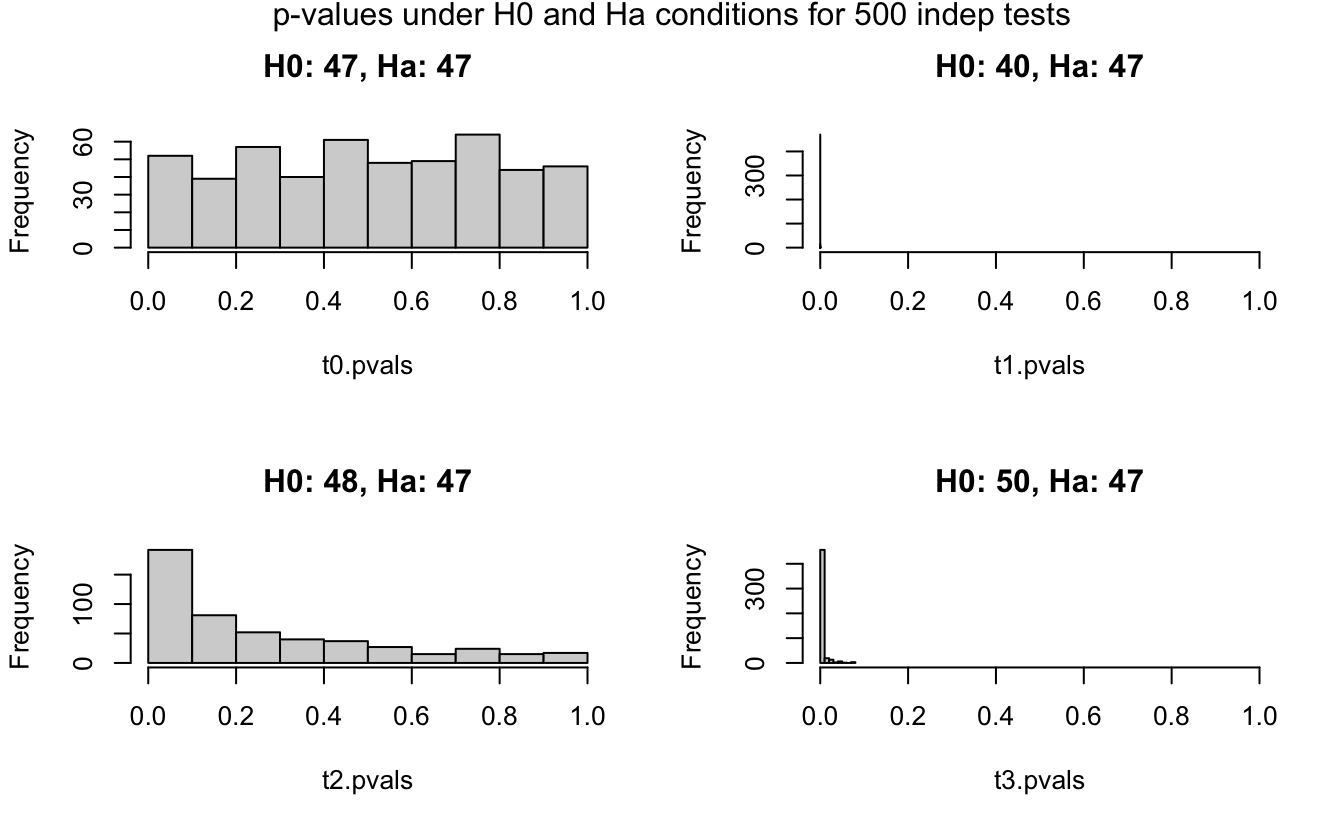 p-values under H0 and Ha conditions for 500 indep tests
H0: 47, Ha: 47
Frequency
60
30
0
0.0 0.2 0.4 0.6 0.8 1.0
t0.pvals
H0: 40, Ha: 47
Frequency
300
0
0.0 0.2 0.4 0.6 0.8 1.0
t1.pvals
H0: 48, Ha: 47
Frequency
100
0
0.0 0.2 0.4 0.6 0.8 1.0
t2.pvals
H0: 50, Ha: 47
Frequency
300
0
0.0 0.2 0.4 0.6 0.8 1.0
t3.pvals